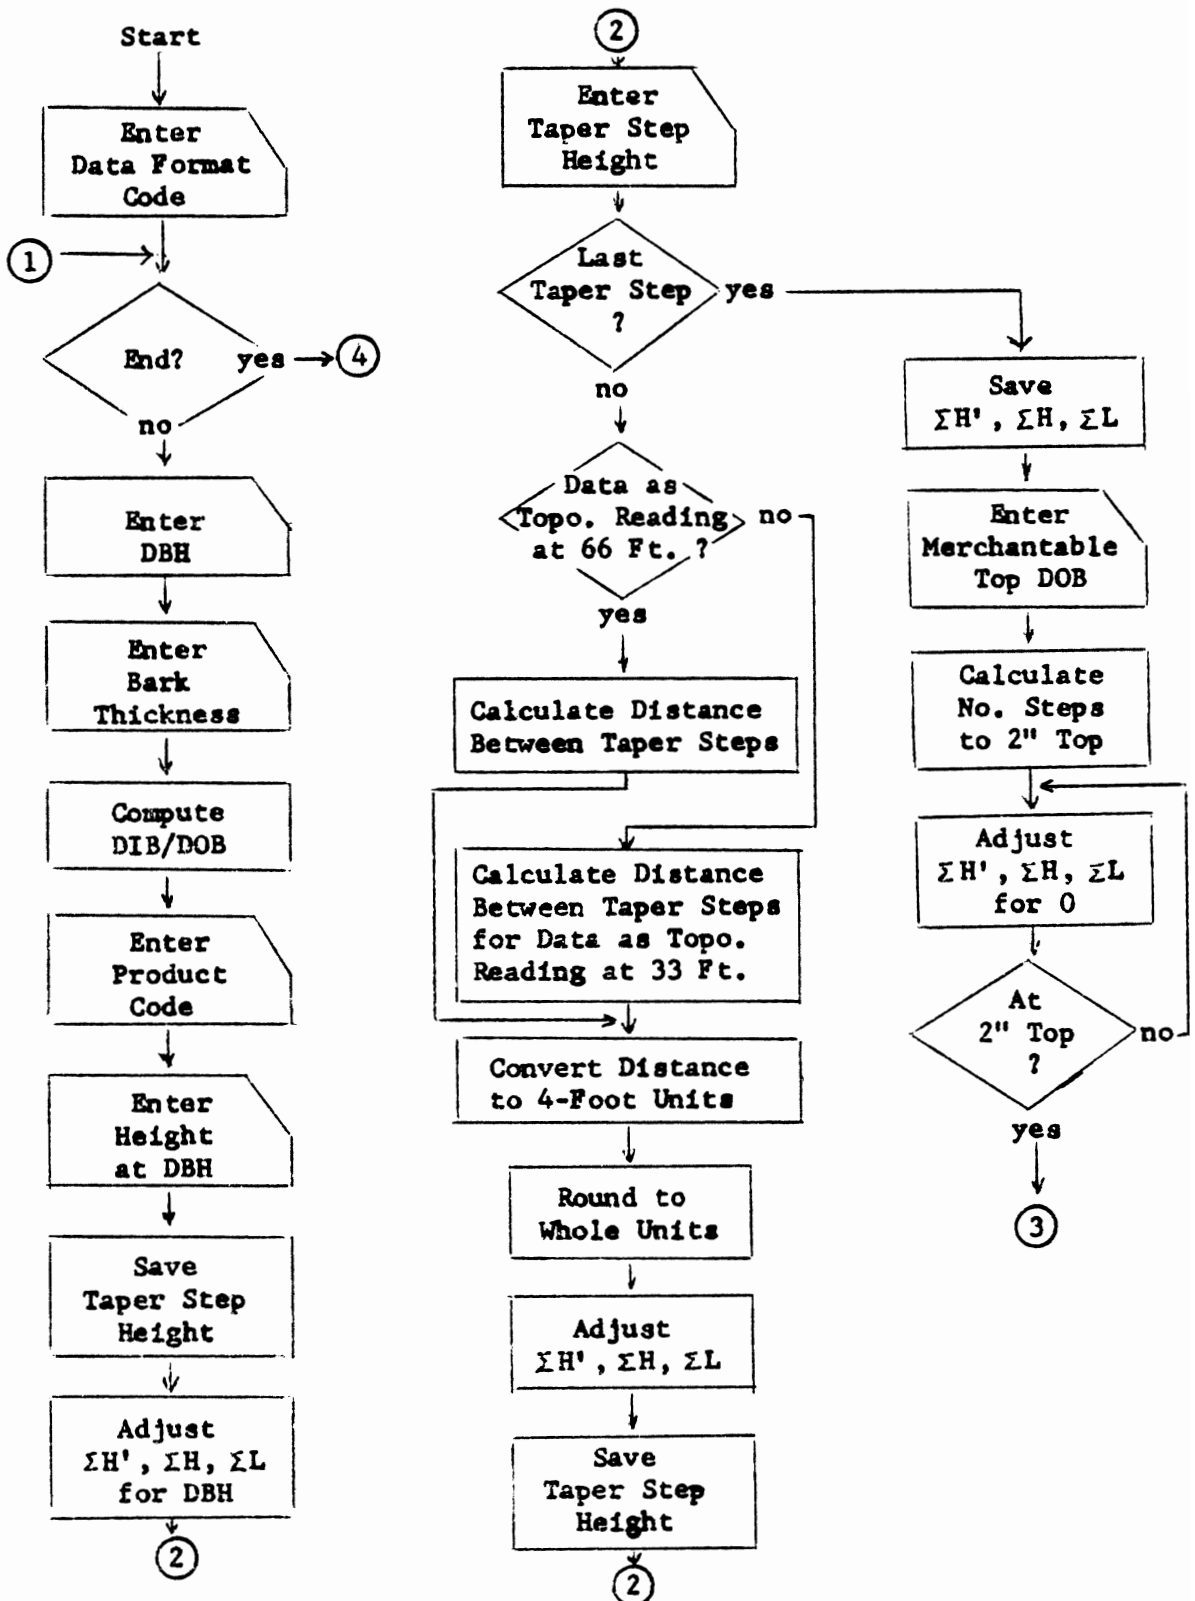 Start
Enter
Data Format
Code
1
End?
yes
4
no
Enter
DBH
Enter
Bark
Thickness
Compute
DIB/DOB
Enter
Product
Code
Enter
Height
at DBH
Save
Taper Step
Height
Adjust
ΣH', ΣH, ΣL
for DBH
2
2
Enter
Taper Step
Height
Last
Taper Step
?
yes
no
Data as
Topo. Reading
at 66 Ft. ?
no
yes
Calculate Distance
Between Taper Steps
Calculate Distance
Between Taper Steps
for Data as Topo.
Reading at 33 Ft.
Convert Distance
to 4-Foot Units
Round to
Whole Units
Adjust
ΣH', ΣH, ΣL
Save
Taper Step
Height
2
Save
ΣH', ΣH, ΣL
Enter
Merchantable
Top DOB
Calculate
No. Steps
to 2" Top
Adjust
ΣH', ΣH, ΣL
for O
At
2" Top
?
no
yes
3